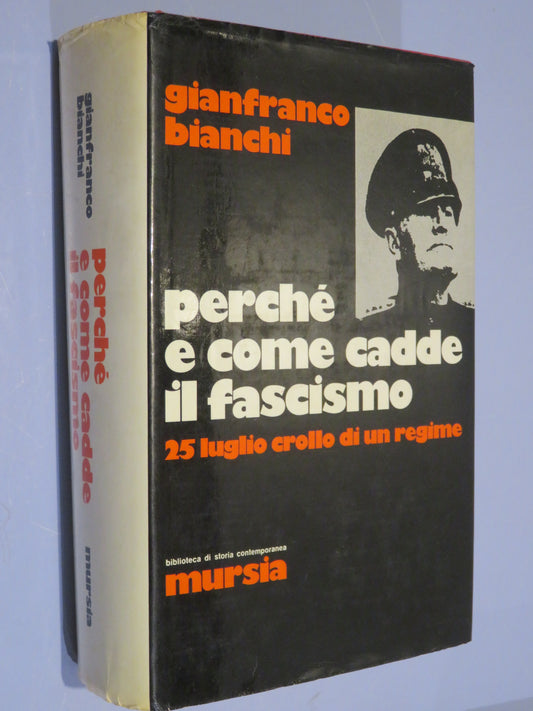 gianfranco
bianchi
perché
e come cadde
il fascismo
mursia
gianfranco
bianchi
perché
e come cadde
il fascismo
25 luglio crollo di un regime
biblioteca di storia contemporanea
mursia